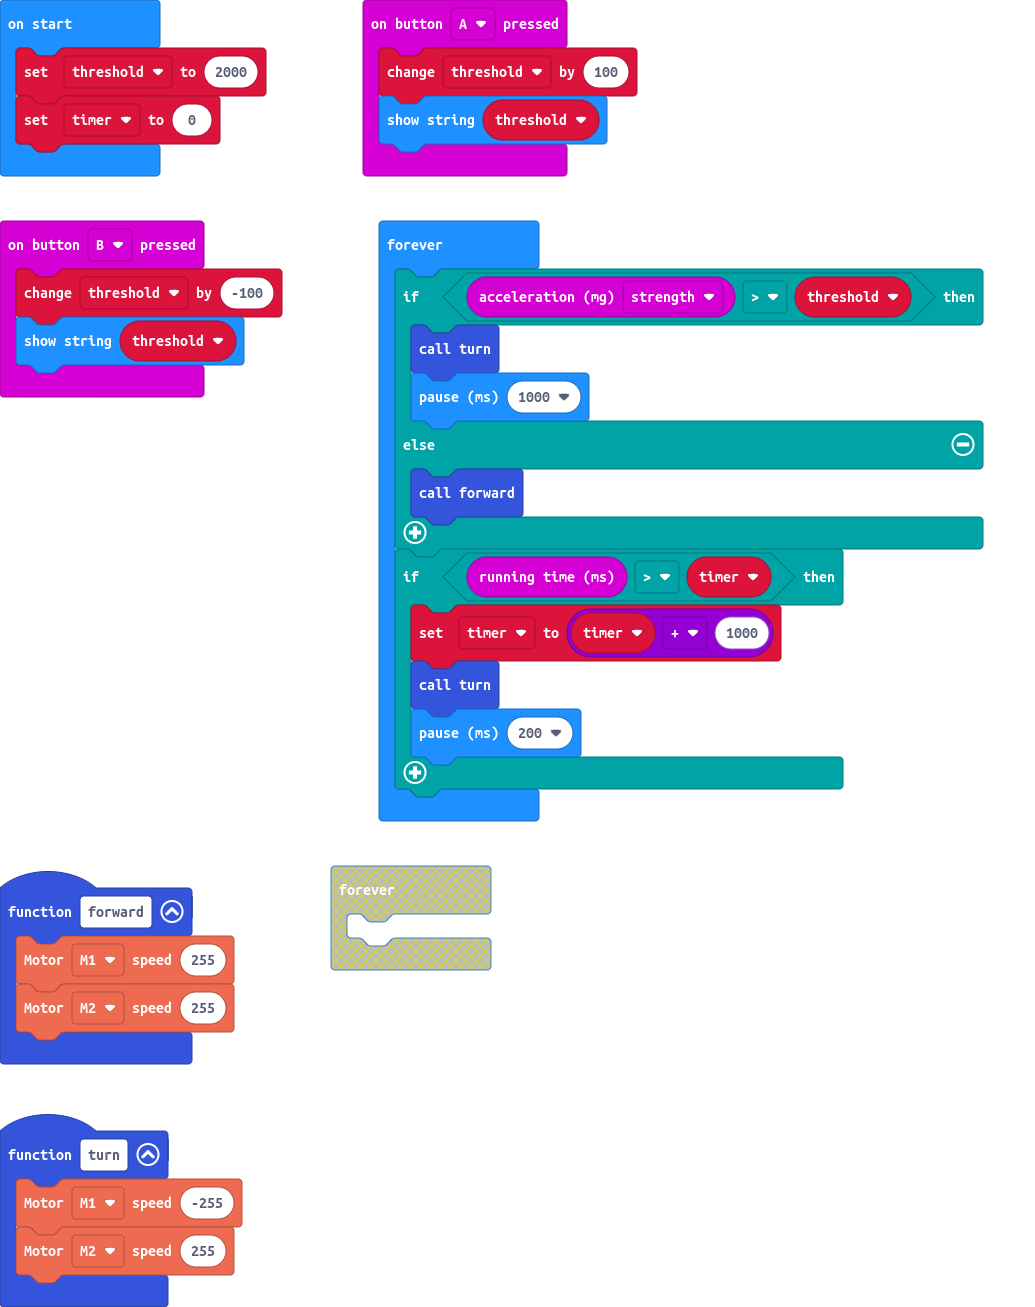 on start
set threshold to 2000
set timer to 0
on button A pressed
change threshold by 100
show string threshold
on button B pressed
change threshold by -100
show string threshold
forever
if acceleration (mg) strength > threshold then
call turn
pause (ms) 1000
else
call forward
if running time (ms) > timer then
set timer to timer + 1000
call turn
pause (ms) 200
function forward
Motor M1 speed 255
Motor M2 speed 255
forever
function turn
Motor M1 speed -255
Motor M2 speed 255